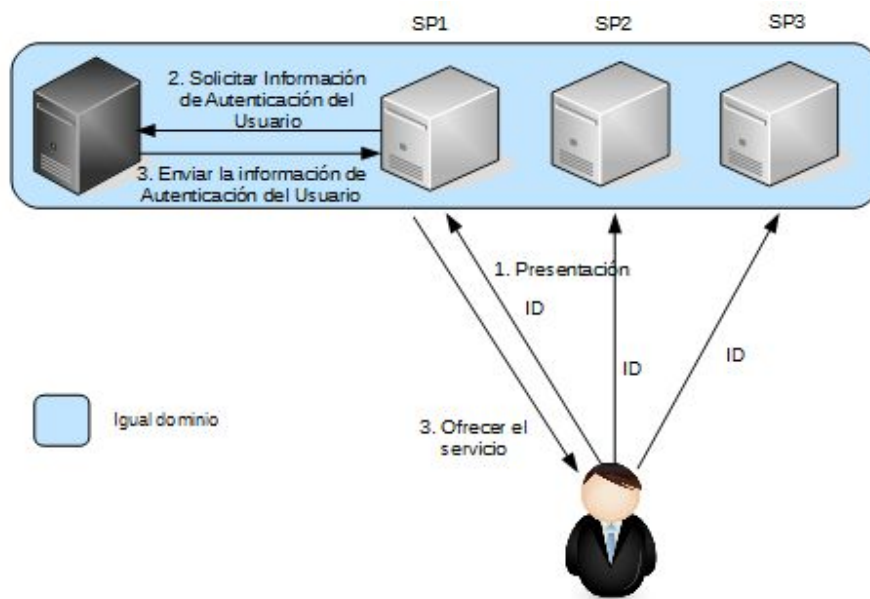 SP1
SP2
SP3
2. Solicitar Información
de Autenticación del
Usuario
3. Enviar la información de
Autenticación del Usuario
1. Presentación
ID
ID
ID
3. Ofrecer el
servicio
Igual dominio